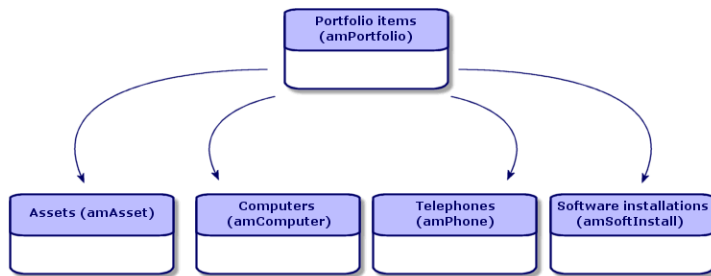 Portfolio items
(amPortfolio)
Assets (amAsset)
Computers
(amComputer)
Telephones
(amPhone)
Software installations
(amSoftInstall)